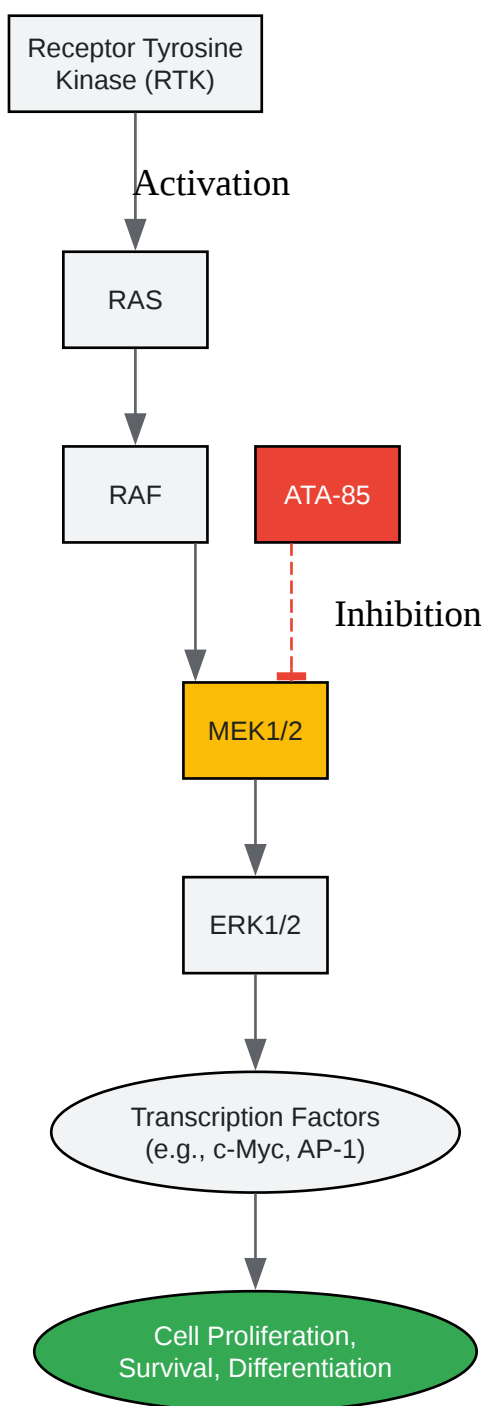 Receptor Tyrosine
Kinase (RTK)
Activation
RAS
RAF
ATA-85
Inhibition
MEK1/2
ERK1/2
Transcription Factors
(e.g., c-Myc, AP-1)
Cell Proliferation,
Survival, Differentiation